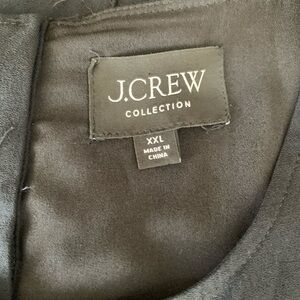 J.CREW
COLLECTION
XXL
MADE IN
CHINA